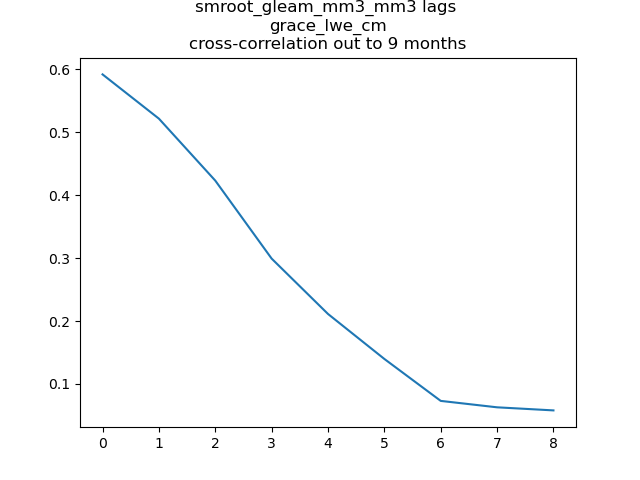 smroot_gleam_mm3_mm3 lags
grace_lwe_cm
cross-correlation out to 9 months
0.6
0.5
0.4
0.3
0.2
0.1
0 1 2 3 4 5 6 7 8